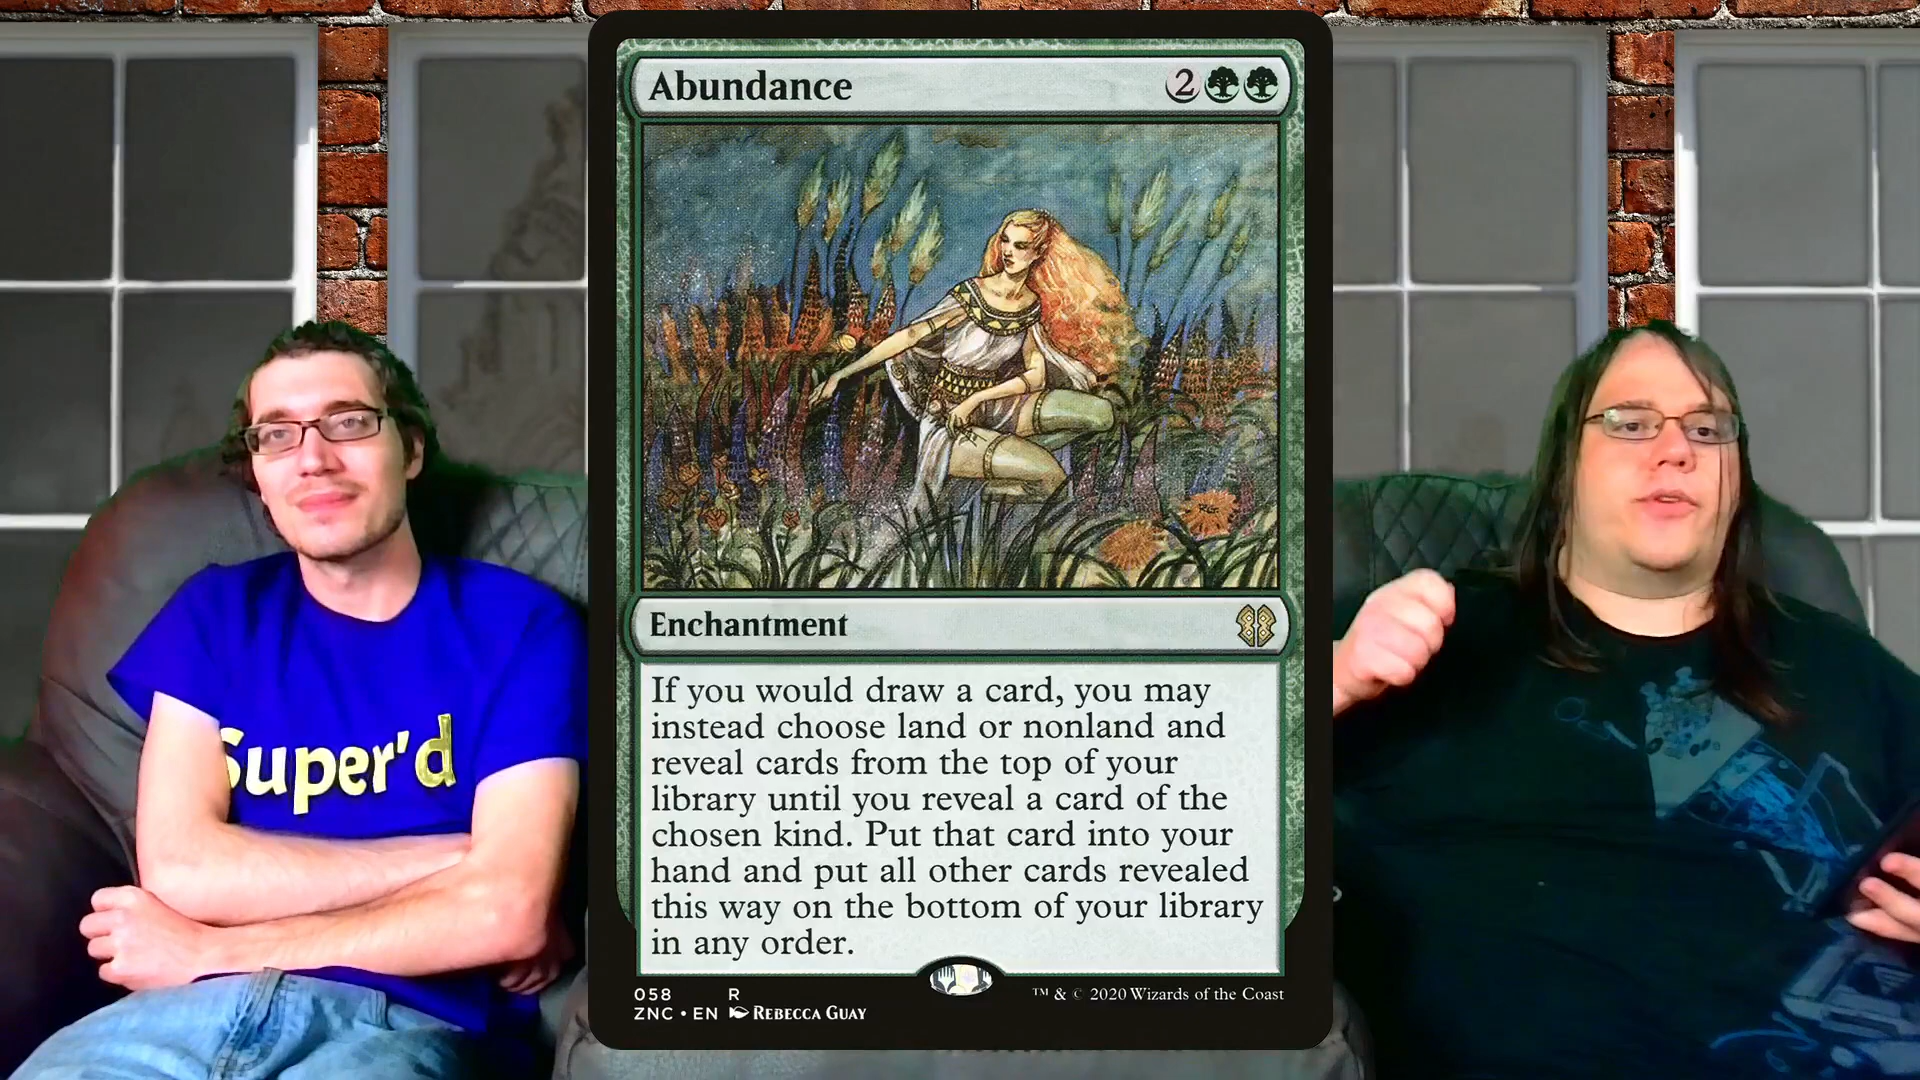 Abundance 2
RG
Enchantment
If you would draw a card, you may
instead choose land or nonland and
reveal cards from the top of your
library until you reveal a card of the
chosen kind. Put that card into your
hand and put all other cards revealed
this way on the bottom of your library
in any order.
058 R
ZNC • EN Rebecca Guay
™ & © 2020 Wizards of the Coast
Super'd